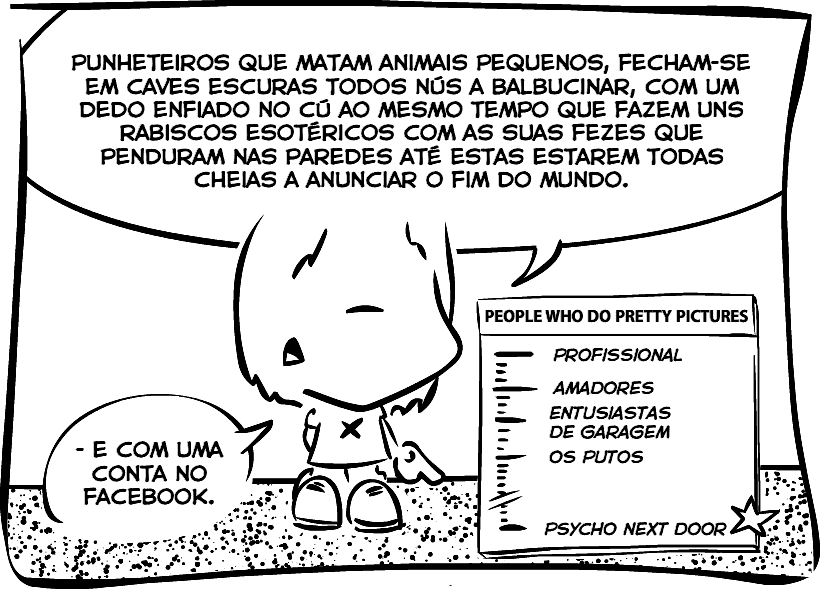 PUNHETEIROS QUE MATAM ANIMAIS PEQUENOS, FECHAM-SE
EM CAVES ESCURAS TODOS NÚS A BALBUCINAR, COM UM
DEDO ENFIADO NO CÚ AO MESMO TEMPO QUE FAZEM UNS
RABISCOS ESOTÉRICOS COM AS SUAS FEZES QUE
PENDURAM NAS PAREDES ATÉ ESTAS ESTAREM TODAS
CHEIAS A ANUNCIAR O FIM DO MUNDO.
PEOPLE WHO DO PRETTY PICTURES
PROFISSIONAL
AMADORES
ENTUSIASTAS
DE GARAGEM
OS PUTOS
PSYCHO NEXT DOOR
- E COM UMA
CONTA NO
FACEBOOK.